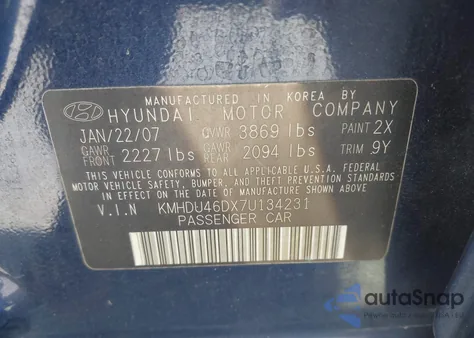 MANUFACTURED IN KOREA BY
HYUNDAI MOTOR COMPANY
JAN/22/07 GVWR 3869 lbs PAINT 2X
GAWR FRONT 2227 lbs GAWR REAR 2094 lbs TRIM 9Y
THIS VEHICLE CONFORMS TO ALL APPLICABLE U.S.A. FEDERAL
MOTOR VEHICLE SAFETY, BUMPER, AND THEFT PREVENTION
STANDARDS IN EFFECT ON THE DATE OF MANUFACTURE SHOWN ABOVE.
V.I.N KMHDU46DX7U134231
PASSENGER CAR
autoSnap